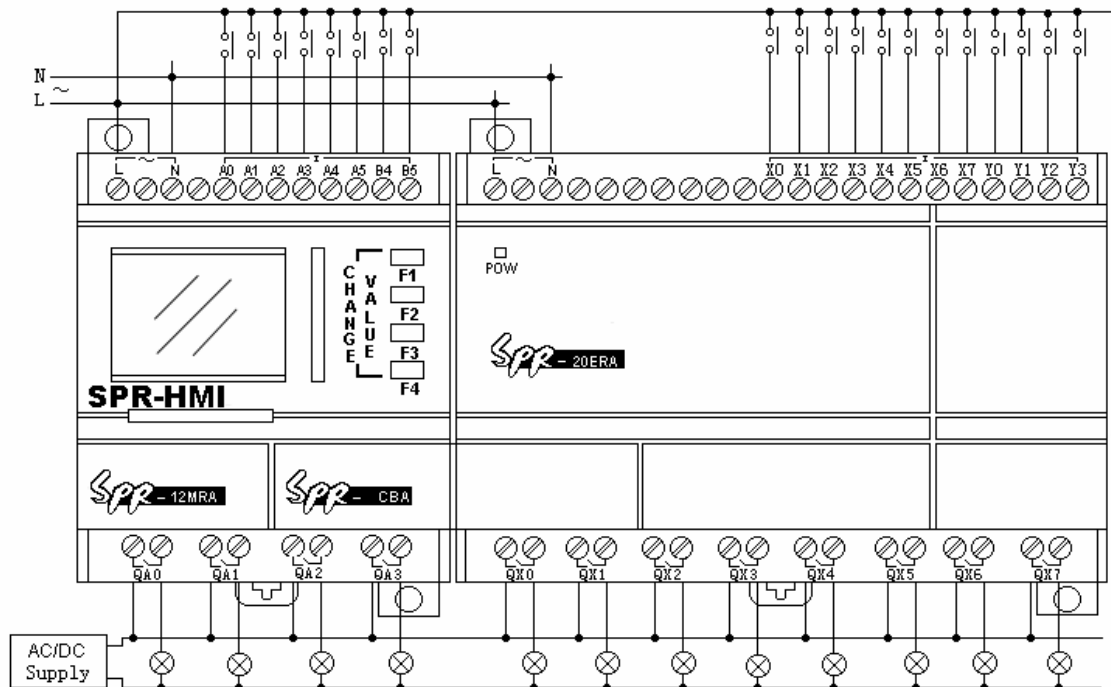 N
~
L
L ~ N A0 A1 A2 A3 A4 A5 B4 B5
I
L ~ N X0 X1 X2 X3 X4 X5 X6 X7 Y0 Y1 Y2 Y3
I
CHANGE
VALUE
F1
F2
F3
F4
SPR-HMI
POW
SPR - 20ERA
SPR - 12MRA
SPR - CBA
QA0 QA1 QA2 QA3
QX0 QX1 QX2 QX3 QX4 QX5 QX6 QX7
AC/DC
Supply